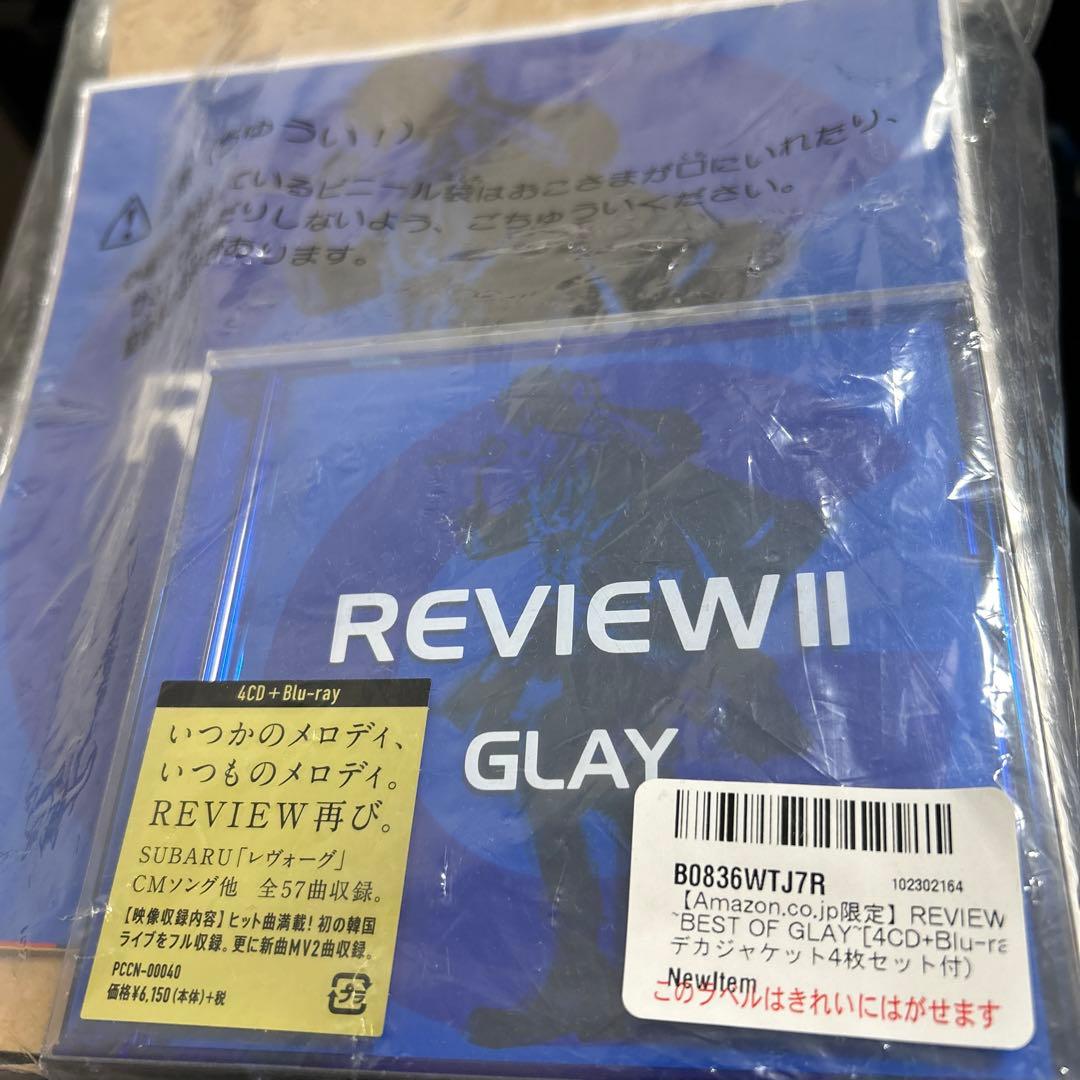 ちゅうい！）
ているビニール袋はおこさまが口にいれたり、
どりしないよう、ごちゅういください。
あります。
REVIEW II
GLAY
4CD+Blu-ray
いつかのメロディ、
いつものメロディ。
REVIEW再び。
SUBARU「レヴォーグ」
CMソング他 全57曲収録。
【映像収録内容】ヒット曲満載！初の韓国
ライブをフル収録。更に新曲MV2曲収録。
PCCN-00040
価格¥6,150(本体)+税
プラ
B0836WTJ7R 102302164
【Amazon.co.jp限定】REVIEW
~BEST OF GLAY~[4CD+Blu-ra
デカジャケット4枚セット付）
NewItem
このラベルはきれいにはがせます